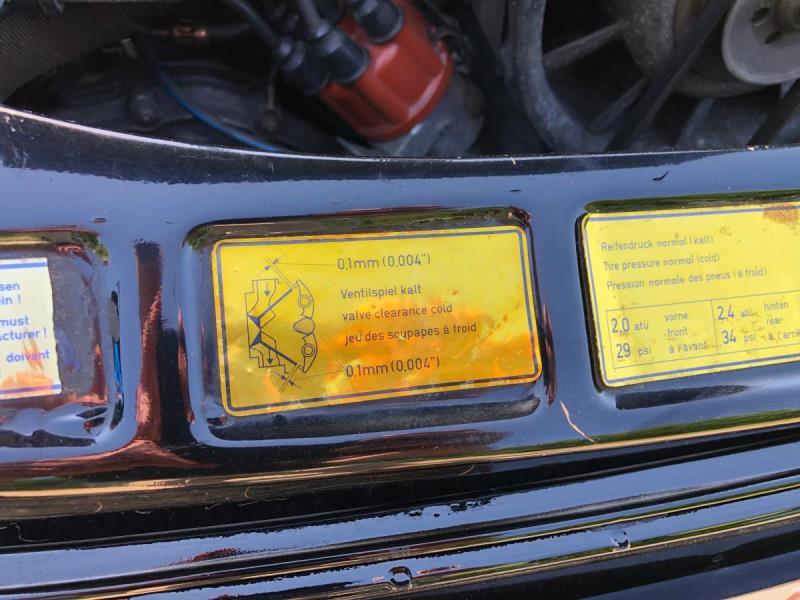 sen
in !
must
acturer !
doivent
0,1mm (0,004")
Ventilspiel kalt
valve clearance cold
jeu des soupapes à froid
0,1mm (0,004")
Reifendruck normal (kalt)
Tire pressure normal (cold)
Pression normale des pneus (à froid)
2.0 atü vorne front à l'avant 2.4 atü hinten rear à l'arriè
29 psi 34 psi